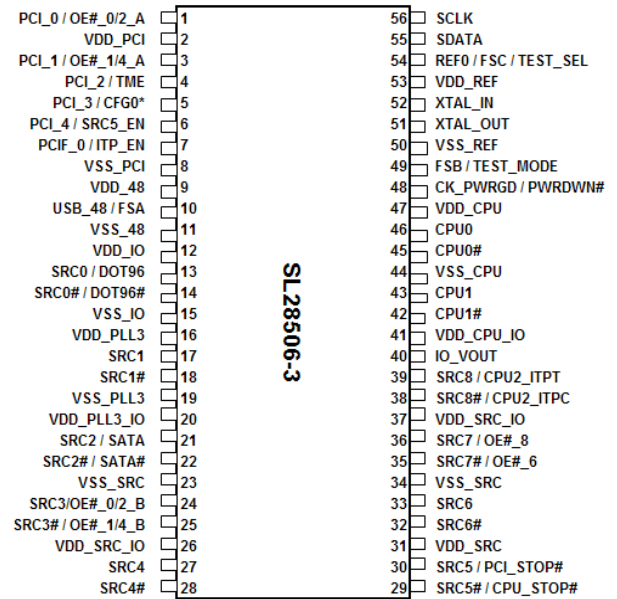 PCI_0 / OE#_0/2_A 1
VDD_PCI 2
PCI_1 / OE#_1/4_A 3
PCI_2 / TME 4
PCI_3 / CFG0* 5
PCI_4 / SRC5_EN 6
PCIF_0 / ITP_EN 7
VSS_PCI 8
VDD_48 9
USB_48 / FSA 10
VSS_48 11
VDD_IO 12
SRC0 / DOT96 13
SRC0# / DOT96# 14
VSS_IO 15
VDD_PLL3 16
SRC1 17
SRC1# 18
VSS_PLL3 19
VDD_PLL3_IO 20
SRC2 / SATA 21
SRC2# / SATA# 22
VSS_SRC 23
SRC3/OE#_0/2_B 24
SRC3# / OE#_1/4_B 25
VDD_SRC_IO 26
SRC4 27
SRC4# 28
SL28506-3
56 SCLK
55 SDATA
54 REF0 / FSC / TEST_SEL
53 VDD_REF
52 XTAL_IN
51 XTAL_OUT
50 VSS_REF
49 FSB / TEST_MODE
48 CK_PWRGD / PWRDWN#
47 VDD_CPU
46 CPU0
45 CPU0#
44 VSS_CPU
43 CPU1
42 CPU1#
41 VDD_CPU_IO
40 IO_VOUT
39 SRC8 / CPU2_ITPT
38 SRC8# / CPU2_ITPC
37 VDD_SRC_IO
36 SRC7 / OE#_8
35 SRC7# / OE#_6
34 VSS_SRC
33 SRC6
32 SRC6#
31 VDD_SRC
30 SRC5 / PCI_STOP#
29 SRC5# / CPU_STOP#